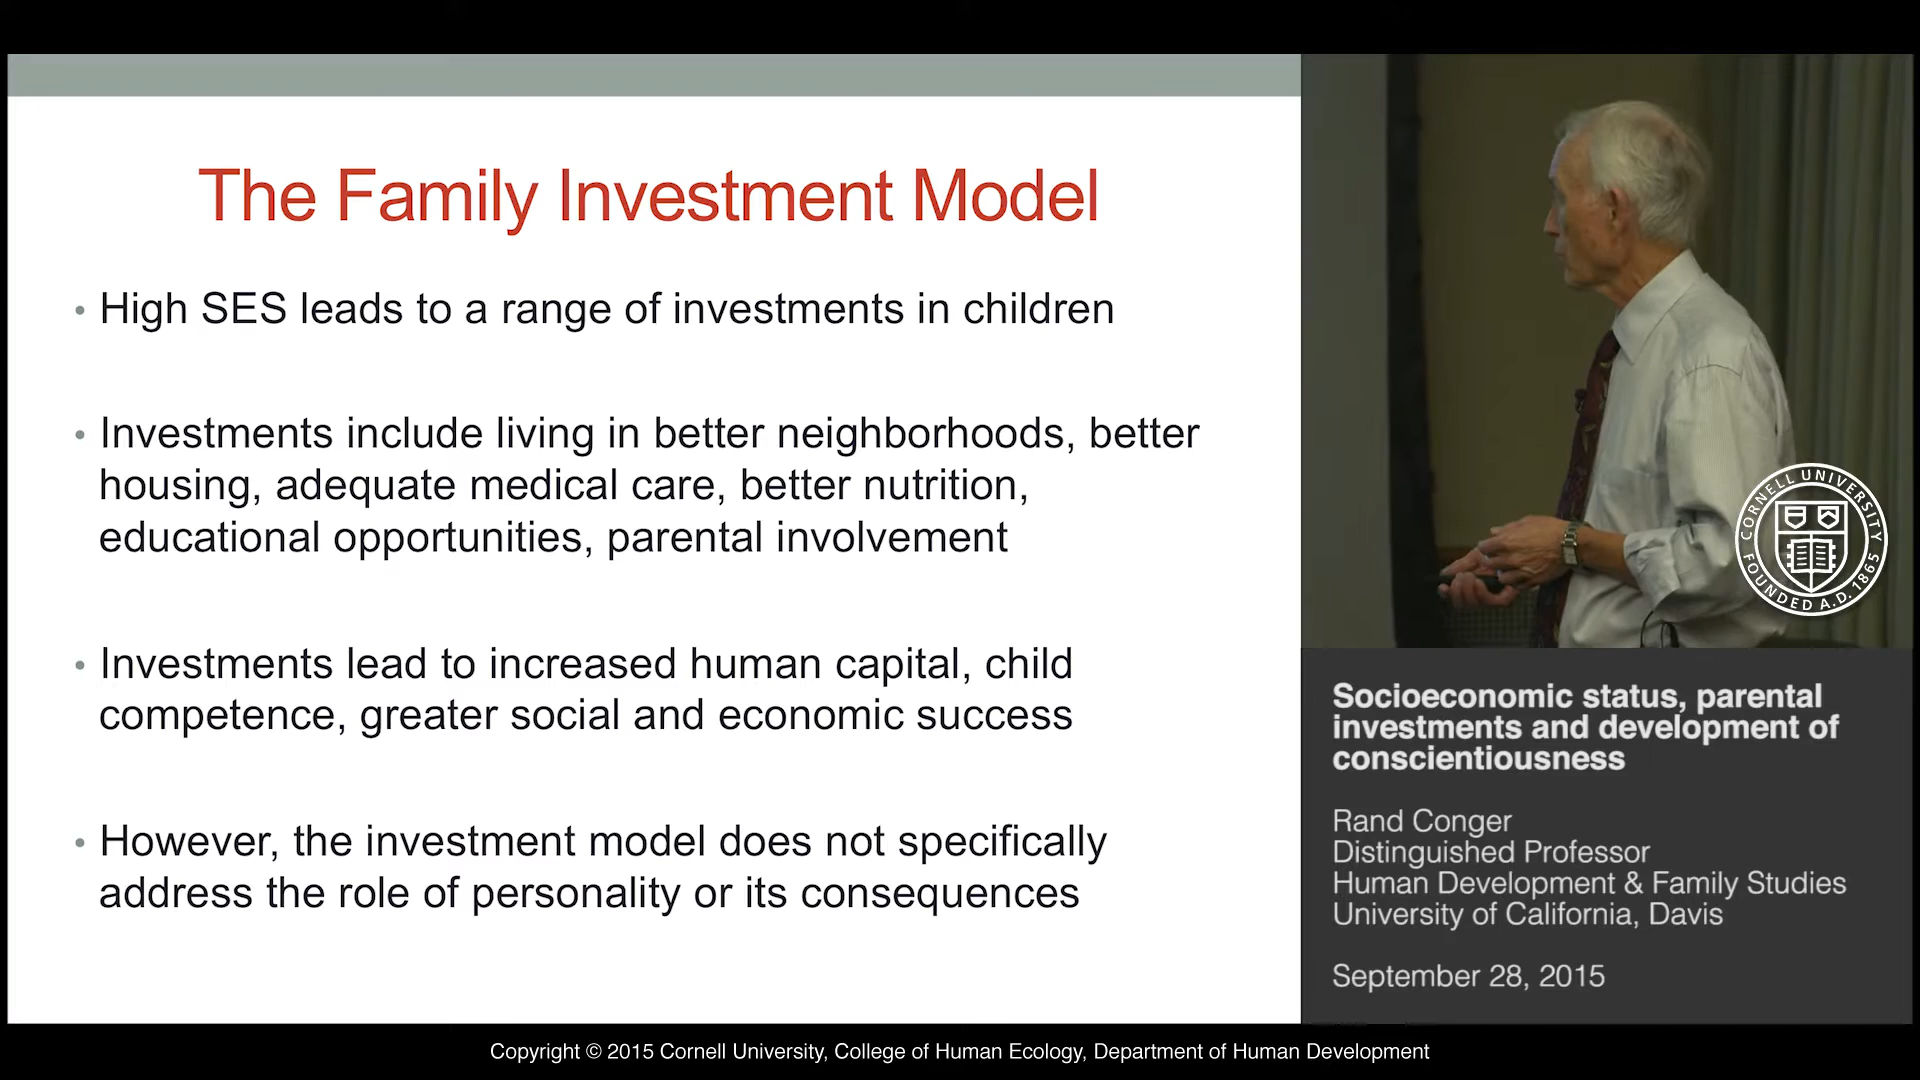 The Family Investment Model
• High SES leads to a range of investments in children
• Investments include living in better neighborhoods, better
housing, adequate medical care, better nutrition,
educational opportunities, parental involvement
• Investments lead to increased human capital, child
competence, greater social and economic success
• However, the investment model does not specifically
address the role of personality or its consequences
CORNELL UNIVERSITY
FOUNDED A.D. 1865
Socioeconomic status, parental
investments and development of
conscientiousness
Rand Conger
Distinguished Professor
Human Development & Family Studies
University of California, Davis
September 28, 2015
Copyright © 2015 Cornell University, College of Human Ecology, Department of Human Development